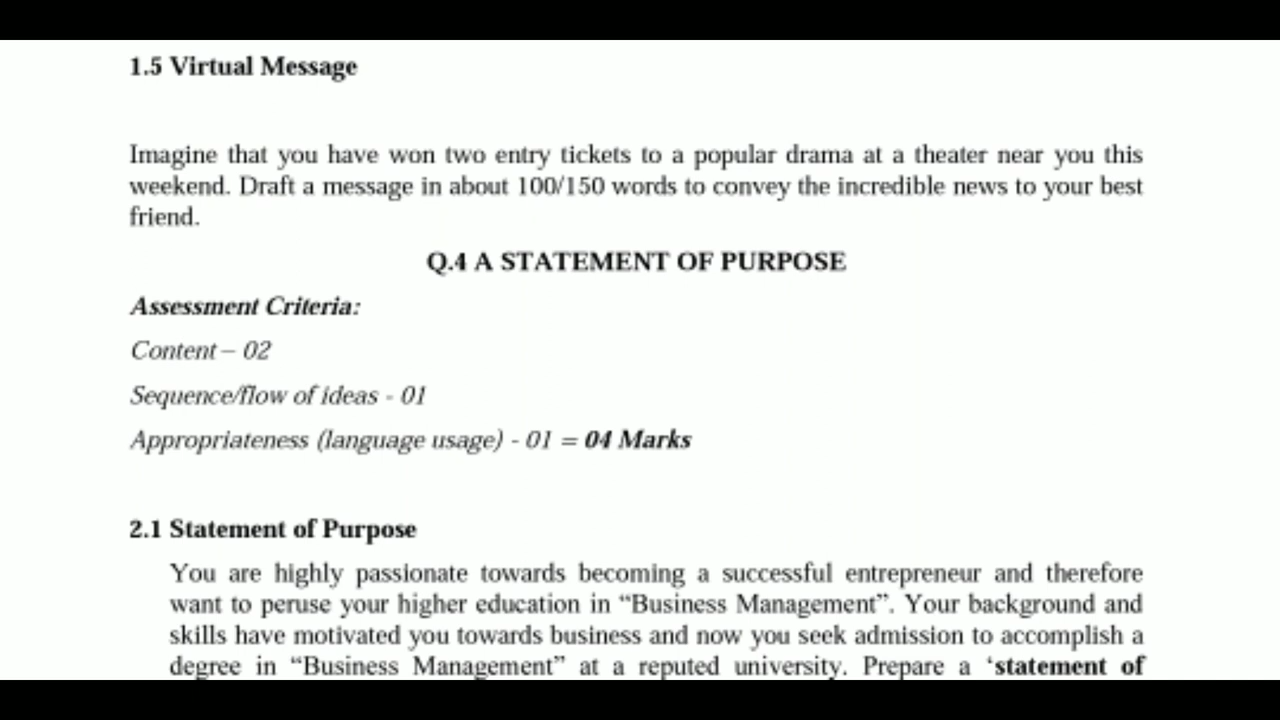 1.5 Virtual Message
Imagine that you have won two entry tickets to a popular drama at a theater near you this
weekend. Draft a message in about 100/150 words to convey the incredible news to your best
friend.
Q.4 A STATEMENT OF PURPOSE
Assessment Criteria:
Content – 02
Sequence/flow of ideas - 01
Appropriateness (language usage) - 01 = 04 Marks
2.1 Statement of Purpose
You are highly passionate towards becoming a successful entrepreneur and therefore
want to peruse your higher education in “Business Management”. Your background and
skills have motivated you towards business and now you seek admission to accomplish a
degree in “Business Management” at a reputed university. Prepare a ‘statement of